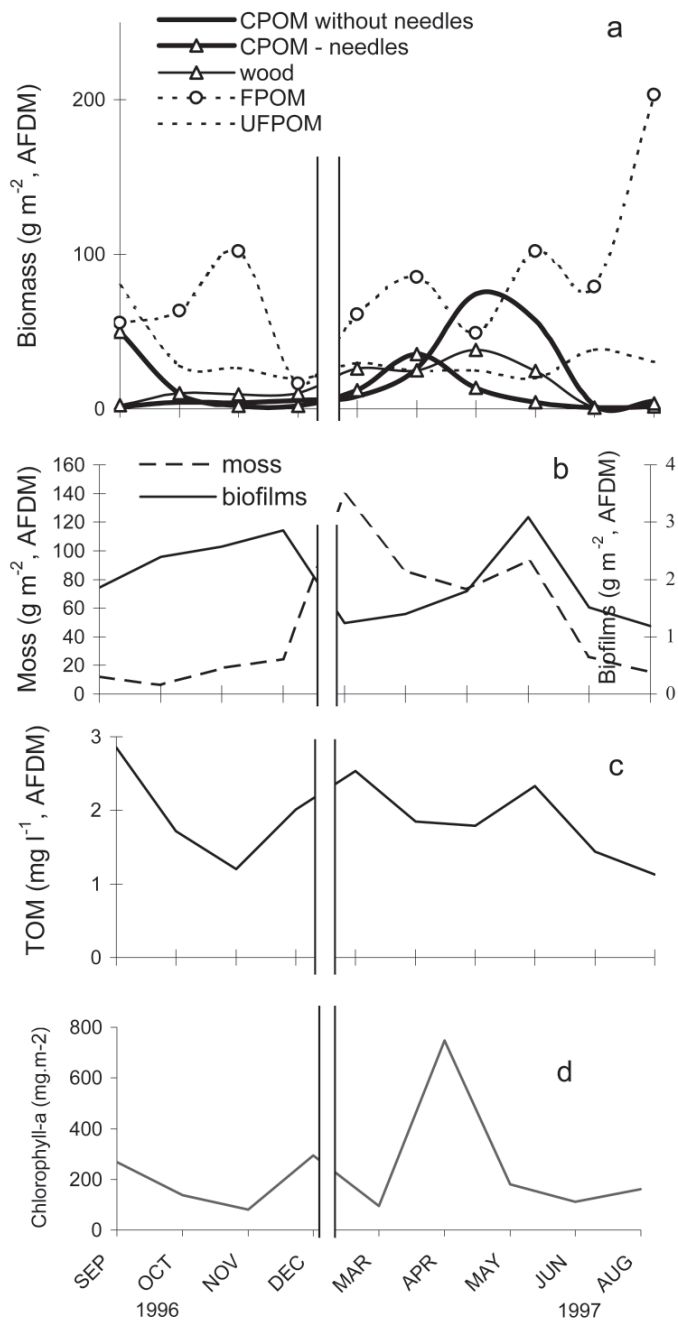 CPOM without needles
a
CPOM - needles
wood
FPOM
UFPOM
200
100
0
Biomass (g m-2, AFDM)
b
moss
biofilms
160
140
120
100
80
60
40
20
0
Moss (g m-2, AFDM)
4
3
2
1
0
Biofilms (g m-2, AFDM)
c
3
2
1
0
TOM (mg l-1, AFDM)
d
800
600
400
200
0
Chlorophyll-a (mg.m-2)
SEP OCT NOV DEC MAR APR MAY JUN AUG
1996 1997